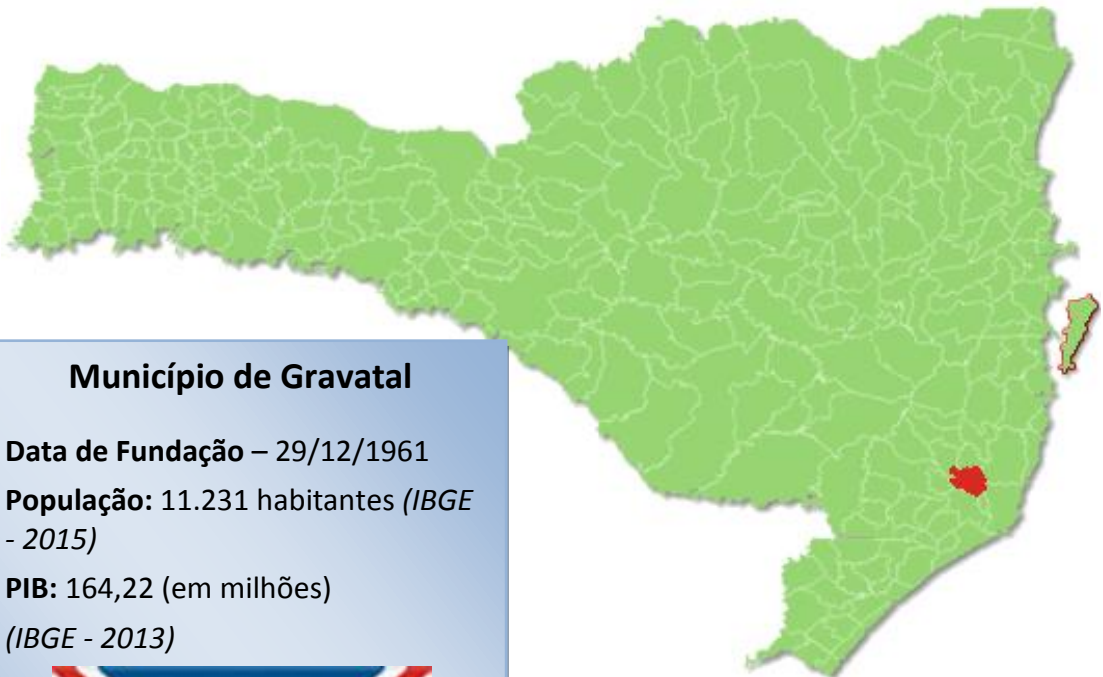 Município de Gravatal
Data de Fundação – 29/12/1961
População: 11.231 habitantes (IBGE
- 2015)
PIB: 164,22 (em milhões)
(IBGE - 2013)